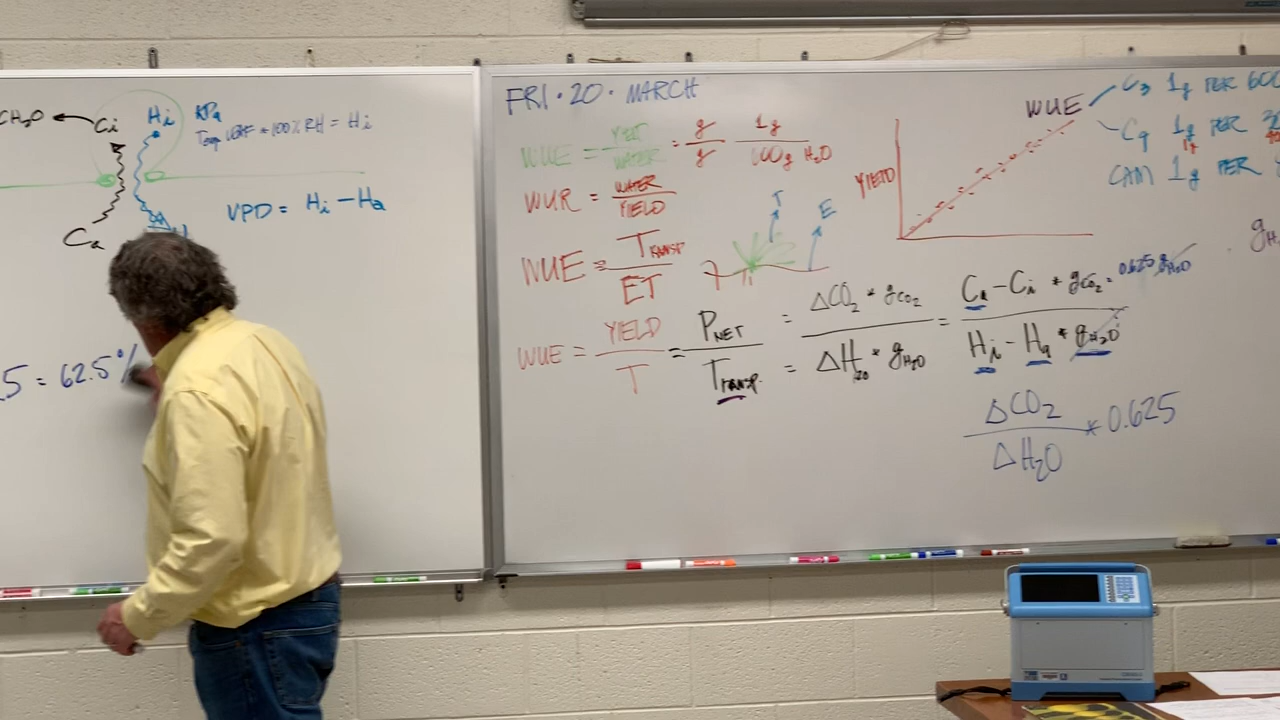 CH₂O ← Ci Hi KPa
Temp LEAF * 100% RH = Hi
VPD = Hi - Ha
Ca
5 = 62.5%
FRI · 20 · MARCH
WUE = YIELD / WATER = g / g 1g / 100g H₂O
WUR = WATER / YIELD
WUE = TRANSP / ET
T E
YIELD
WUE
C3 1g PER 600
C4 1g PER
CAM 1g PER
WUE = YIELD / T = PNET / TRANSP. = ΔCO₂ * gCO₂ / ΔH₂O * gH₂O = Ca - Ci * gCO₂ = 0.625 gH₂O / Hi - Ha * gH₂O
ΔCO₂ / ΔH₂O * 0.625